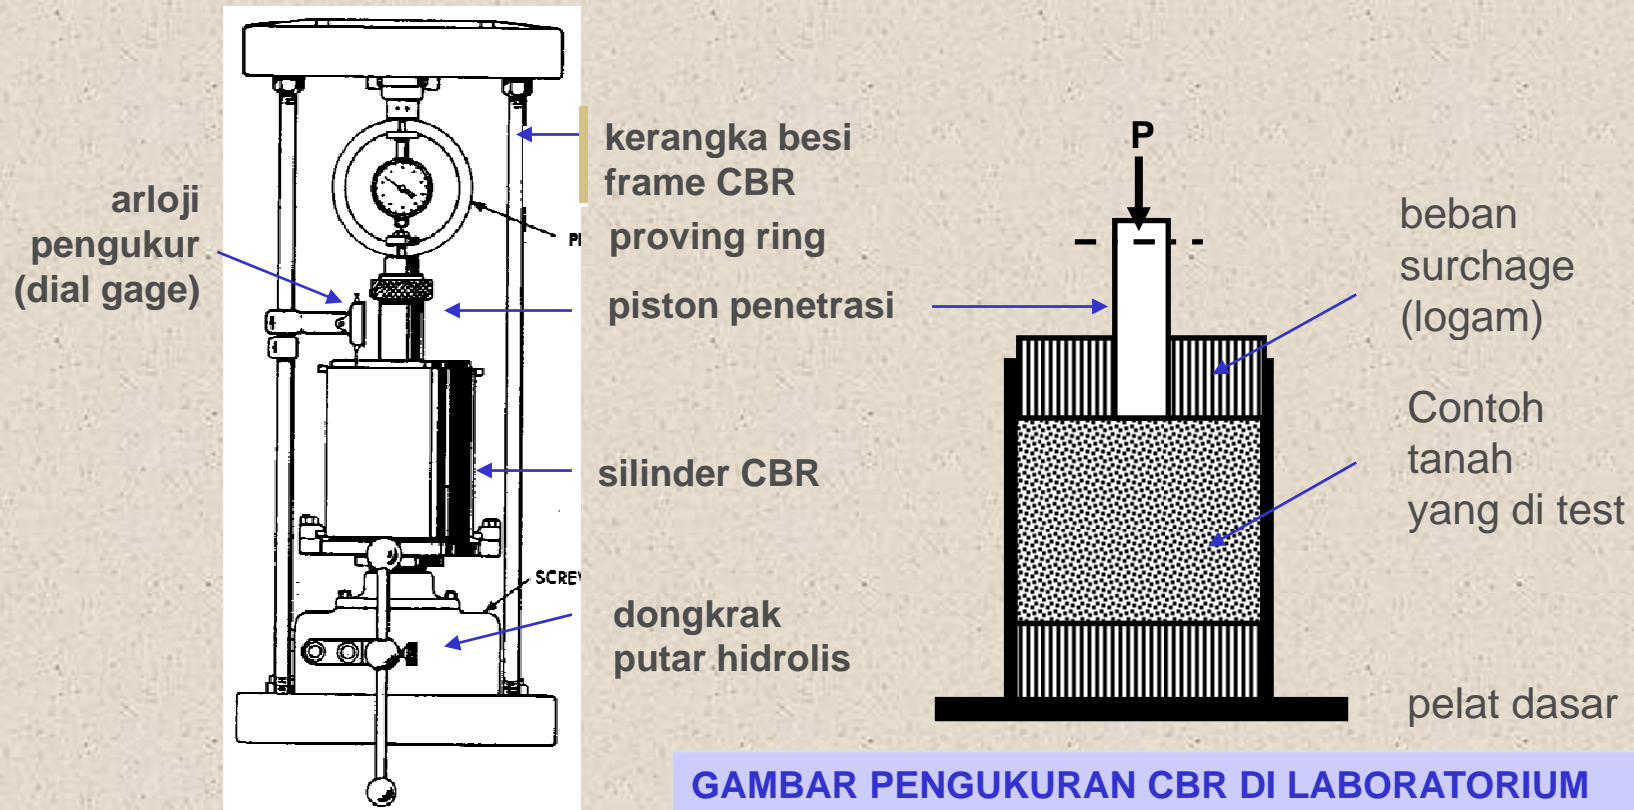 arloji
pengukur
(dial gage)
kerangka besi
frame CBR
proving ring
piston penetrasi
silinder CBR
dongkrak
putar hidrolis
P
beban
surchage
(logam)
Contoh
tanah
yang di test
pelat dasar
GAMBAR PENGUKURAN CBR DI LABORATORIUM